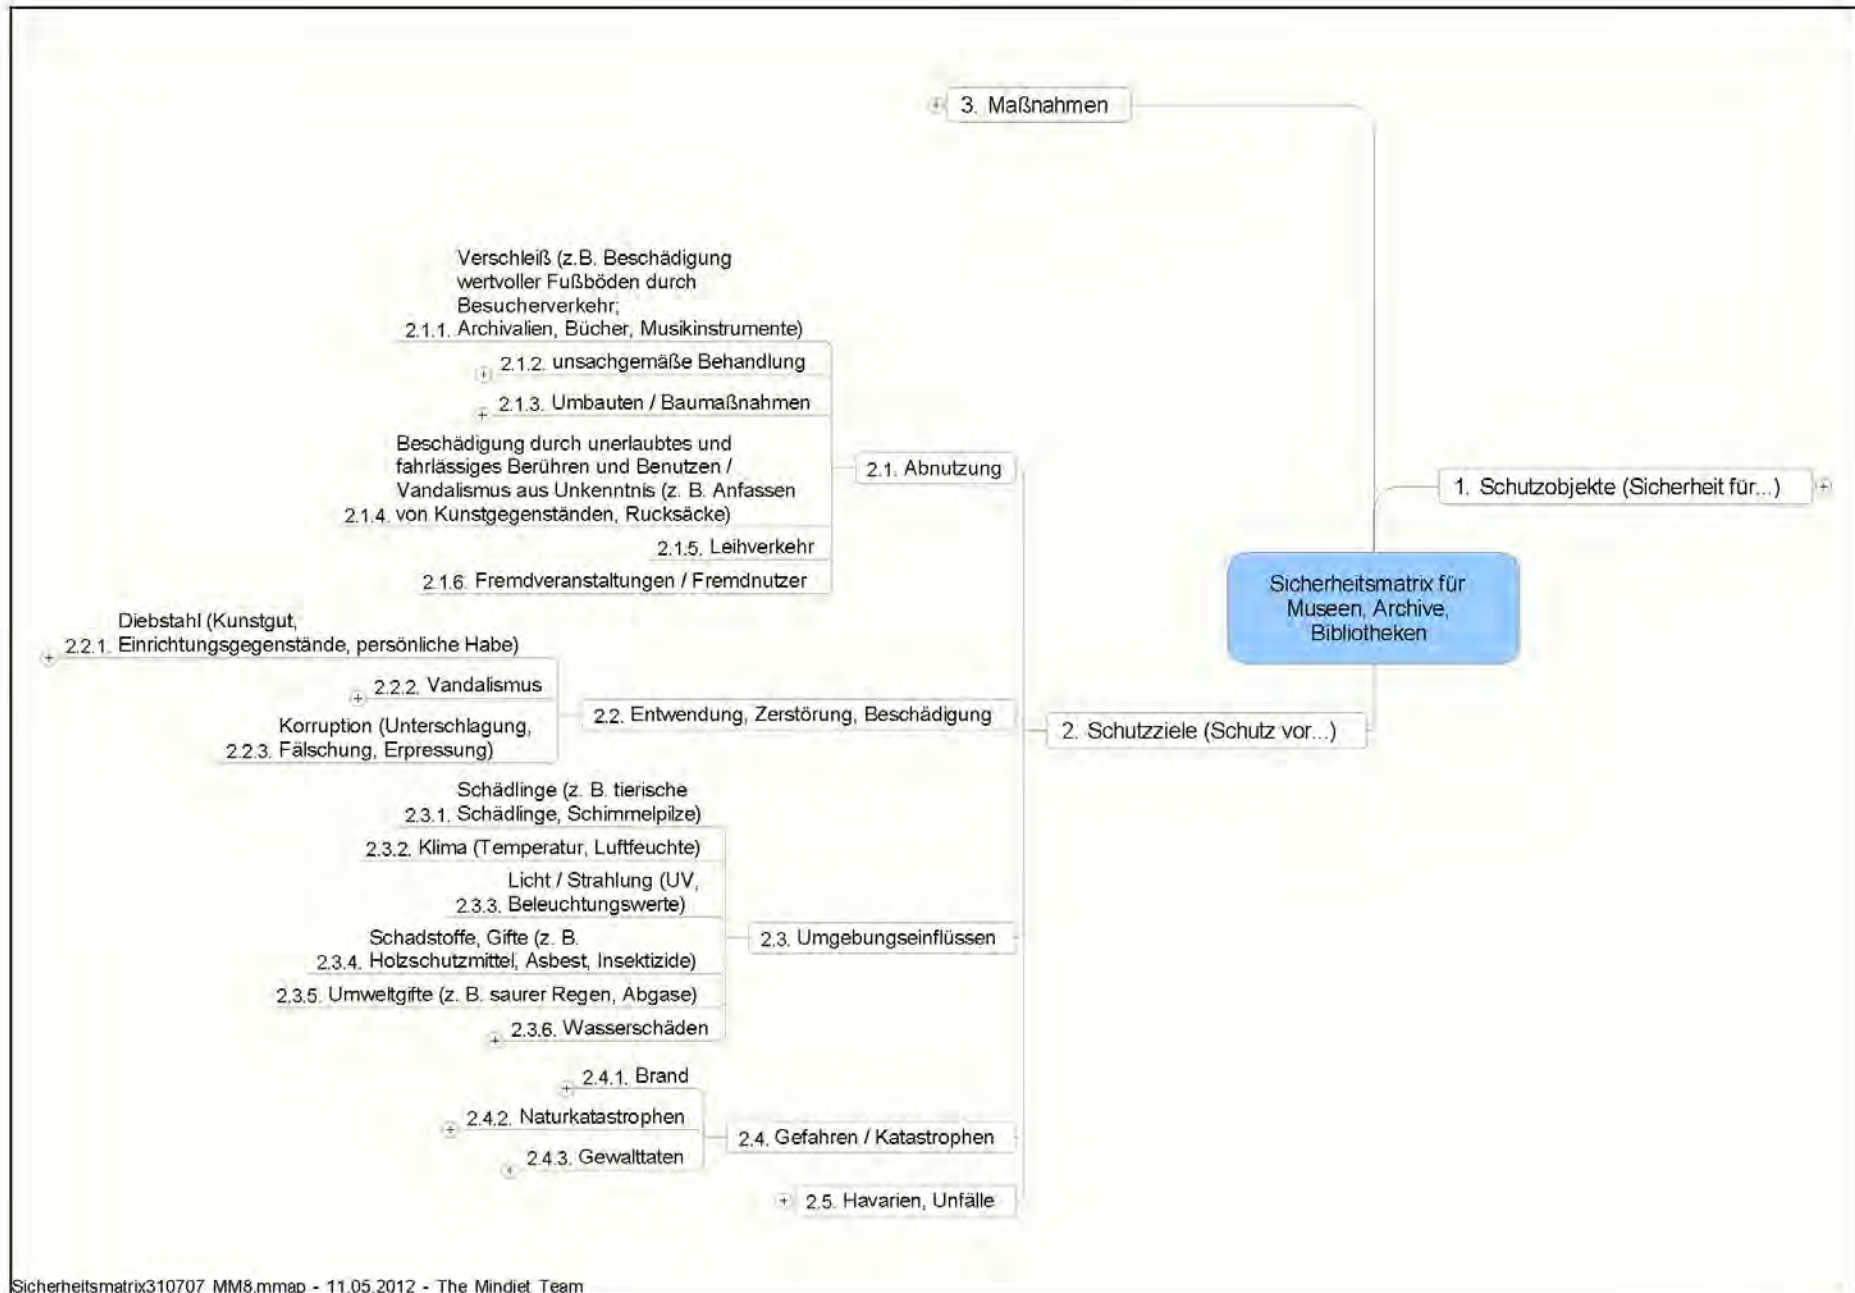 3. Maßnahmen
Verschleiß (z.B. Beschädigung
wertvoller Fußböden durch
Besucherverkehr;
2.1.1. Archivalien, Bücher, Musikinstrumente)
2.1.2. unsachgemäße Behandlung
2.1.3. Umbauten / Baumaßnahmen
Beschädigung durch unerlaubtes und
fahrlässiges Berühren und Benutzen /
Vandalismus aus Unkenntnis (z. B. Anfassen
2.1.4. von Kunstgegenständen, Rucksäcke)
2.1.5. Leihverkehr
2.1.6. Fremdveranstaltungen / Fremdnutzer
2.1. Abnutzung
1. Schutzobjekte (Sicherheit für...)
Sicherheitsmatrix für
Museen, Archive,
Bibliotheken
Diebstahl (Kunstgut,
2.2.1. Einrichtungsgegenstände, persönliche Habe)
2.2.2. Vandalismus
Korruption (Unterschlagung,
2.2.3. Fälschung, Erpressung)
2.2. Entwendung, Zerstörung, Beschädigung
2. Schutzziele (Schutz vor...)
Schädlinge (z. B. tierische
2.3.1. Schädlinge, Schimmelpilze)
2.3.2. Klima (Temperatur, Luftfeuchte)
Licht / Strahlung (UV,
2.3.3. Beleuchtungswerte)
Schadstoffe, Gifte (z. B.
2.3.4. Holzschutzmittel, Asbest, Insektizide)
2.3.5. Umweltgifte (z. B. saurer Regen, Abgase)
2.3.6. Wasserschäden
2.3. Umgebungseinflüssen
2.4.1. Brand
2.4.2. Naturkatastrophen
2.4.3. Gewalttaten
2.4. Gefahren / Katastrophen
2.5. Havarien, Unfälle
Sicherheitsmatrix310707_MM8.mmap - 11.05.2012 - The Mindjet Team